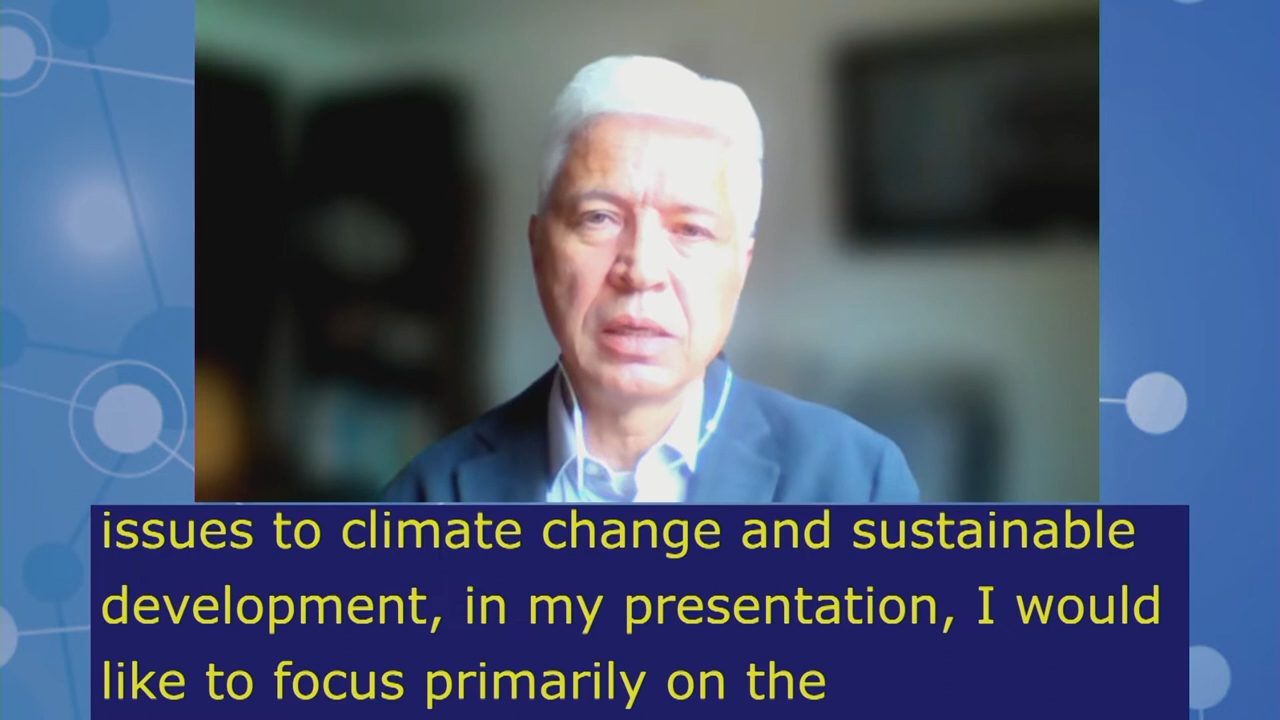 issues to climate change and sustainable
development, in my presentation, I would
like to focus primarily on the